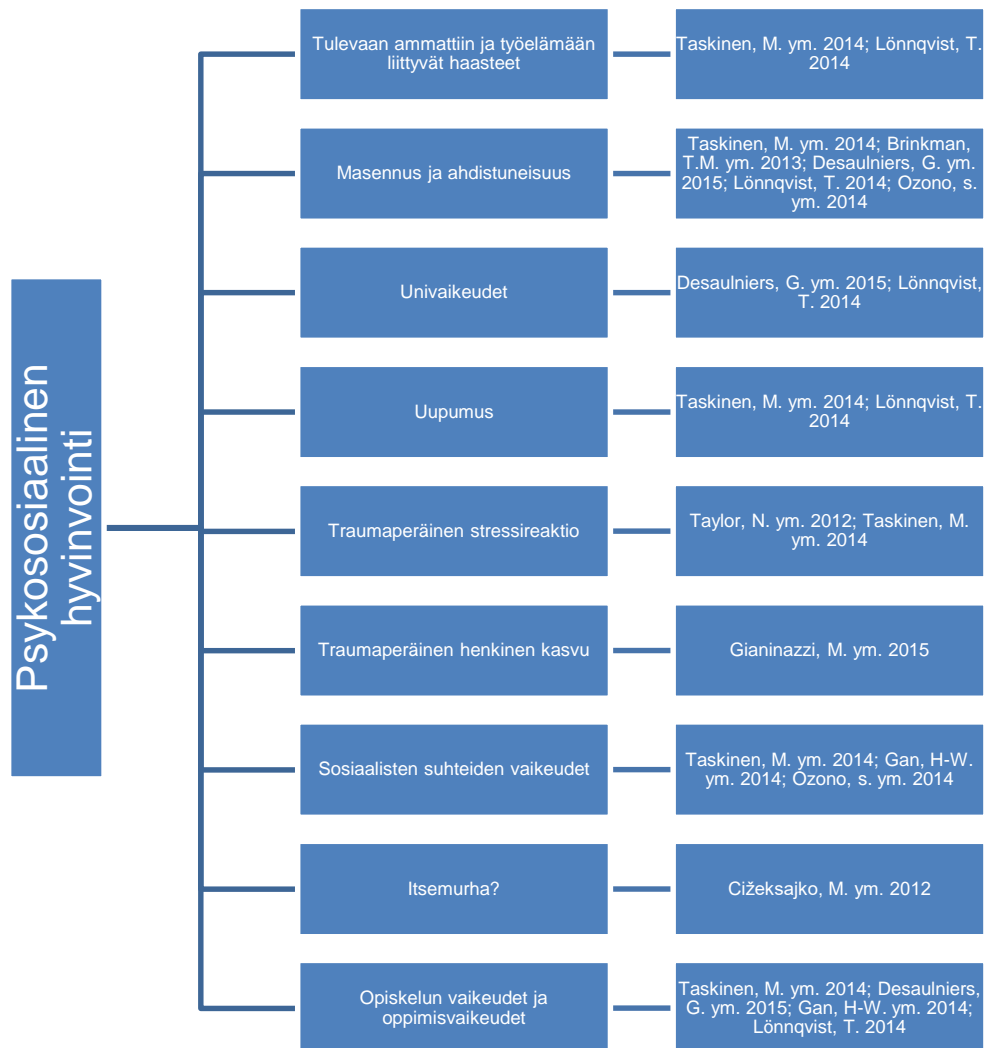 Psykososiaalinen
hyvinvointi
Tulevaan ammattiin ja työelämään
liittyvät haasteet
Taskinen, M. ym. 2014; Lönnqvist, T.
2014
Masennus ja ahdistuneisuus
Taskinen, M. ym. 2014; Brinkman,
T.M. ym. 2013; Desaulniers, G. ym.
2015; Lönnqvist, T. 2014; Ozono, s.
ym. 2014
Univaikeudet
Desaulniers, G. ym. 2015; Lönnqvist,
T. 2014
Uupumus
Taskinen, M. ym. 2014; Lönnqvist, T.
2014
Traumaperäinen stressireaktio
Taylor, N. ym. 2012; Taskinen, M.
ym. 2014
Traumaperäinen henkinen kasvu
Gianinazzi, M. ym. 2015
Sosiaalisten suhteiden vaikeudet
Taskinen, M. ym. 2014; Gan, H-W.
ym. 2014; Ozono, s. ym. 2014
Itsemurha?
Cižeksajko, M. ym. 2012
Opiskelun vaikeudet ja
oppimisvaikeudet
Taskinen, M. ym. 2014; Desaulniers,
G. ym. 2015; Gan, H-W. ym. 2014;
Lönnqvist, T. 2014